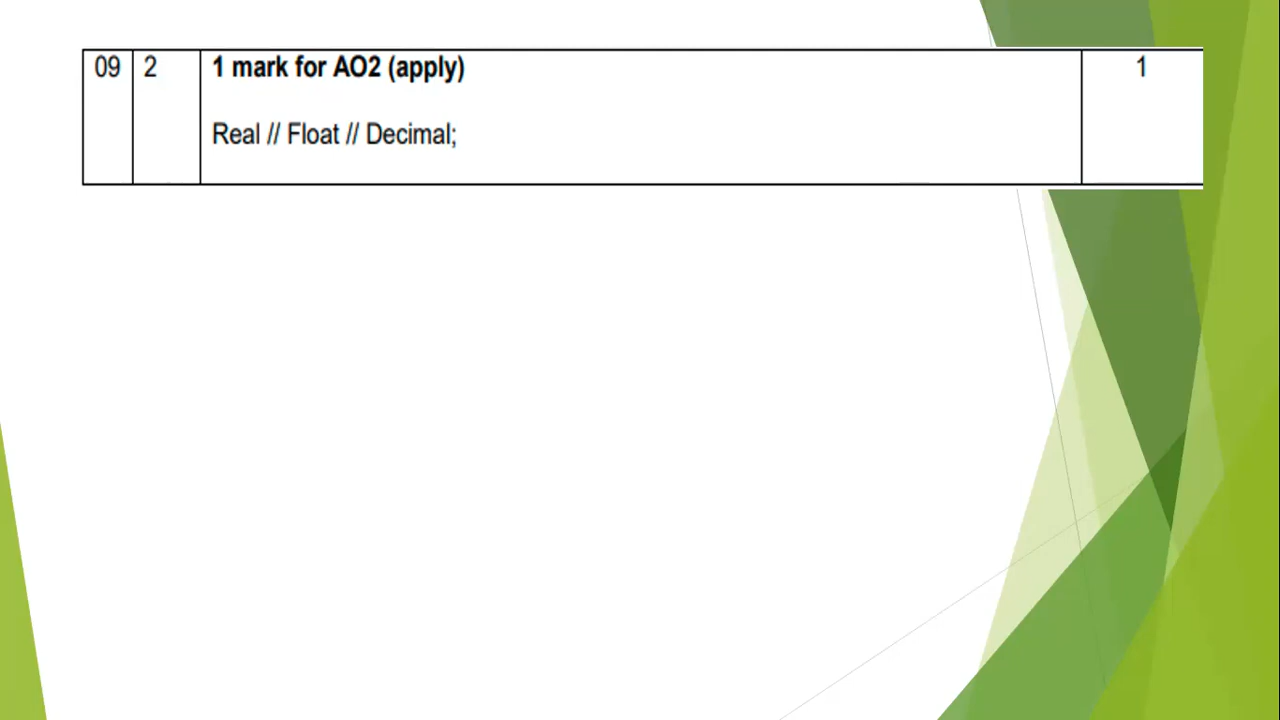 09 2 1 mark for AO2 (apply) 1
Real // Float // Decimal;